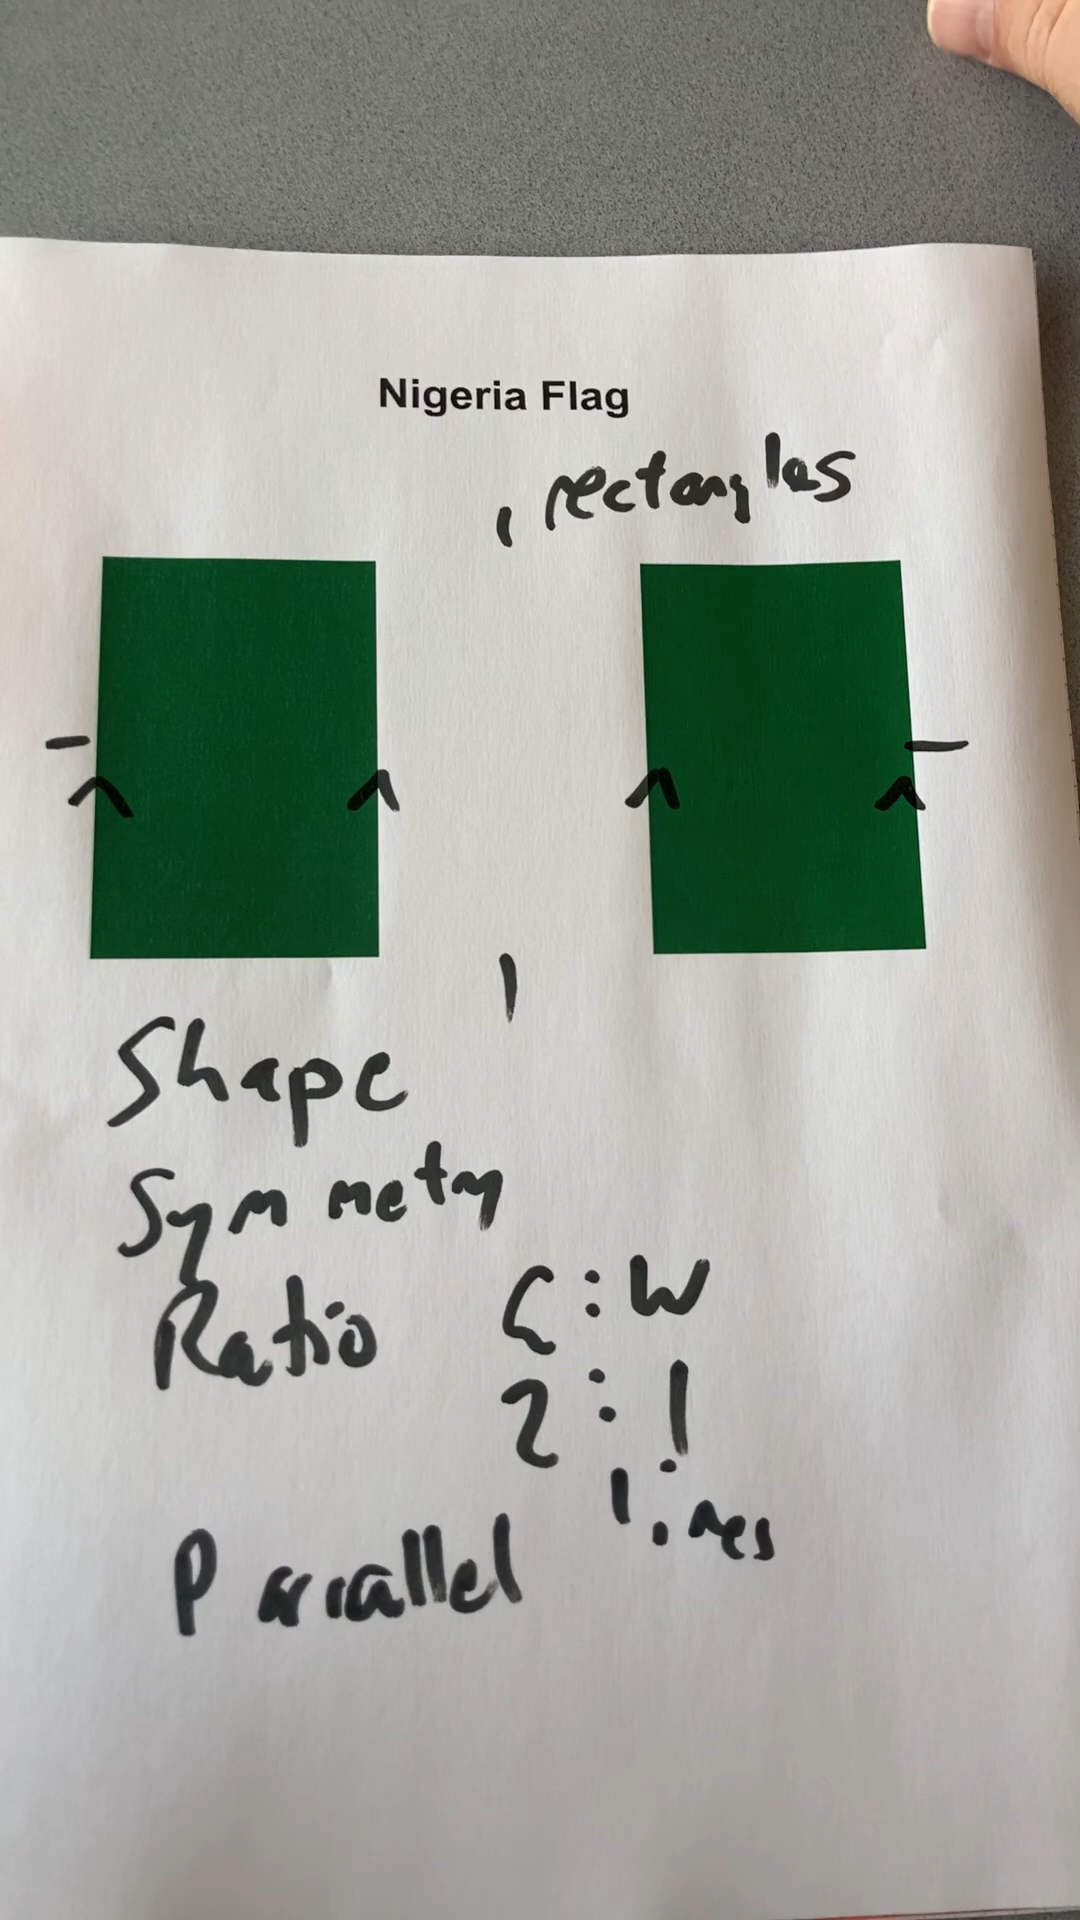 Nigeria Flag
rectangles
Shape
Symmetry
Ratio L:W
2:1
Parallel lines